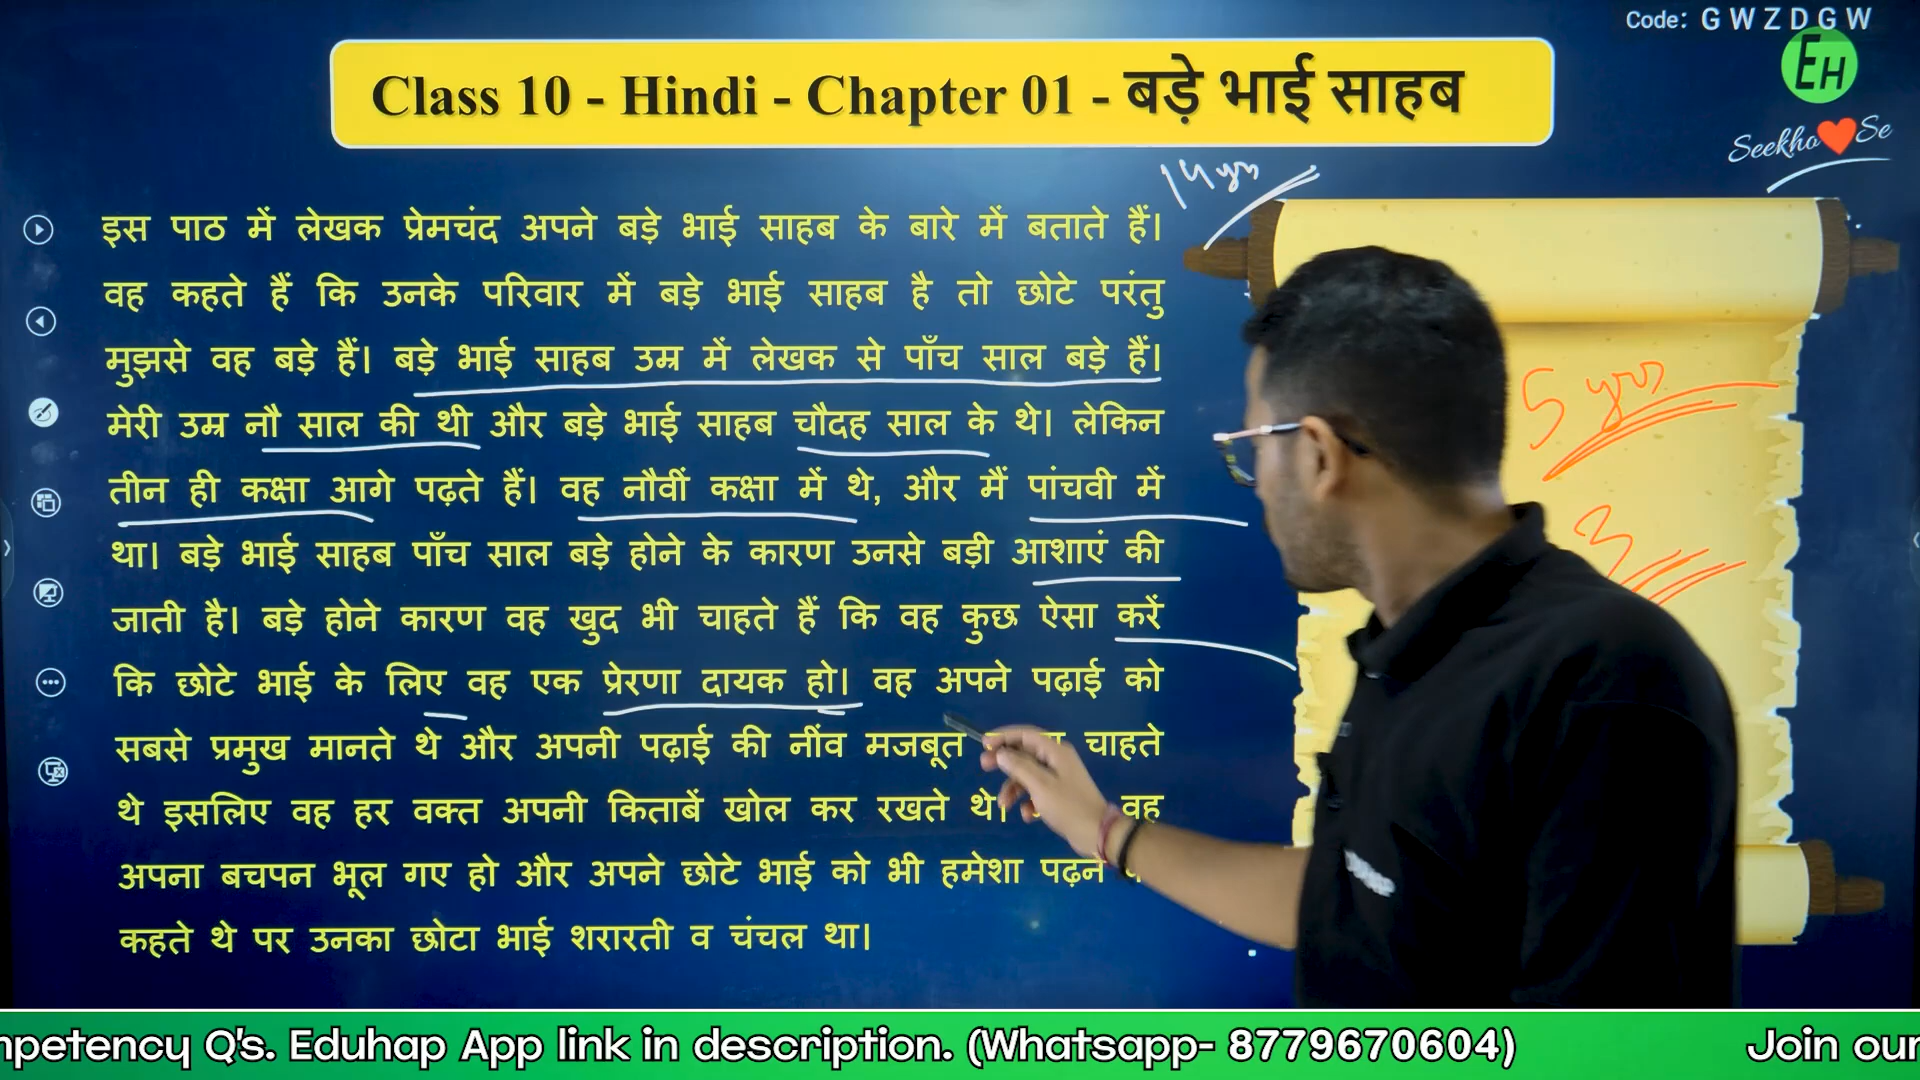 Code: G W Z D G W
EH
Class 10 - Hindi - Chapter 01 - बड़े भाई साहब
Seekho ❤️ Se
14 yrs
इस पाठ में लेखक प्रेमचंद अपने बड़े भाई साहब के बारे में बताते हैं।
वह कहते हैं कि उनके परिवार में बड़े भाई साहब है तो छोटे परंतु
मुझसे वह बड़े हैं। बड़े भाई साहब उम्र में लेखक से पाँच साल बड़े हैं।
5 yrs
मेरी उम्र नौ साल की थी और बड़े भाई साहब चौदह साल के थे। लेकिन
तीन ही कक्षा आगे पढ़ते हैं। वह नौवीं कक्षा में थे, और मैं पांचवी में
3
था। बड़े भाई साहब पाँच साल बड़े होने के कारण उनसे बड़ी आशाएं की
जाती है। बड़े होने कारण वह खुद भी चाहते हैं कि वह कुछ ऐसा करें
कि छोटे भाई के लिए वह एक प्रेरणा दायक हो। वह अपने पढ़ाई को
सबसे प्रमुख मानते थे और अपनी पढ़ाई की नींव मजबूत चाहते
थे इसलिए वह हर वक्त अपनी किताबें खोल कर रखते थे। वह
अपना बचपन भूल गए हो और अपने छोटे भाई को भी हमेशा पढ़ने
कहते थे पर उनका छोटा भाई शरारती व चंचल था।
mpetency Q's. Eduhap App link in description. (Whatsapp- 8779670604) Join our